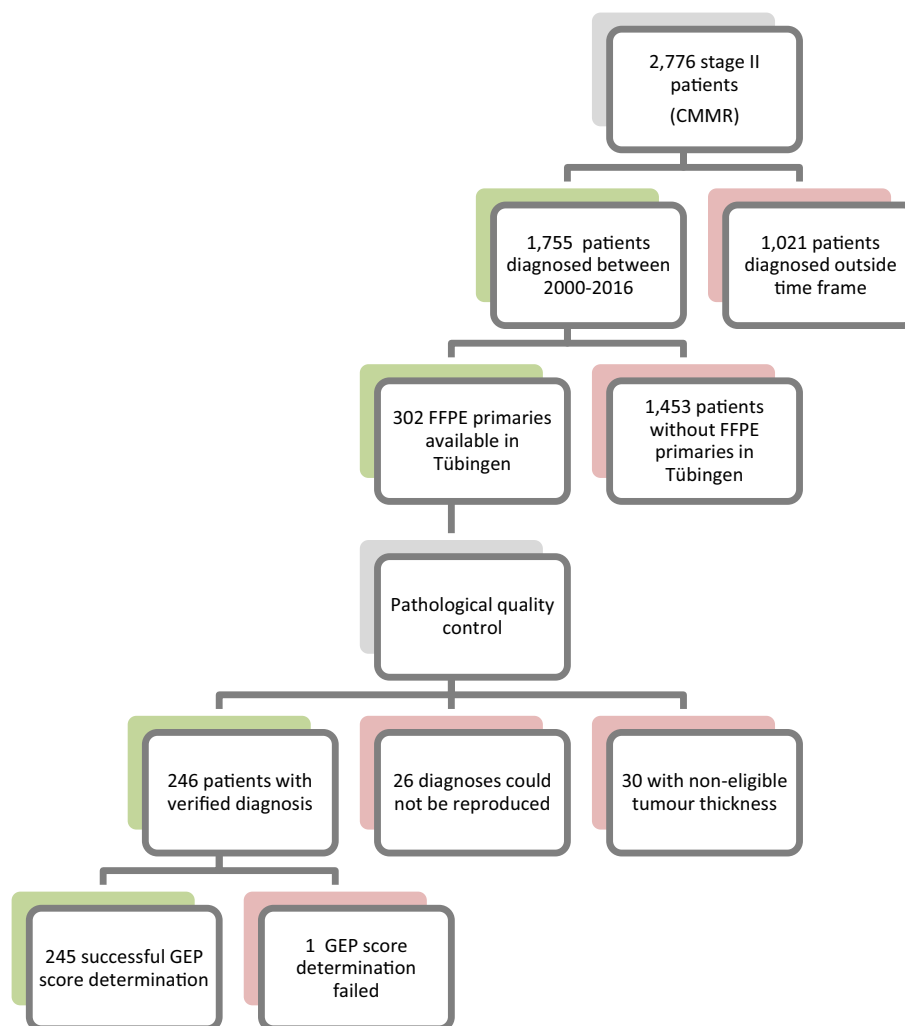 2,776 stage II
patients
(CMMR)
1,755 patients
diagnosed between
2000-2016
1,021 patients
diagnosed outside
time frame
302 FFPE primaries
available in
Tübingen
1,453 patients
without FFPE
primaries in
Tübingen
Pathological quality
control
246 patients with
verified diagnosis
26 diagnoses could
not be reproduced
30 with non-eligible
tumour thickness
245 successful GEP
score determination
1 GEP score
determination
failed